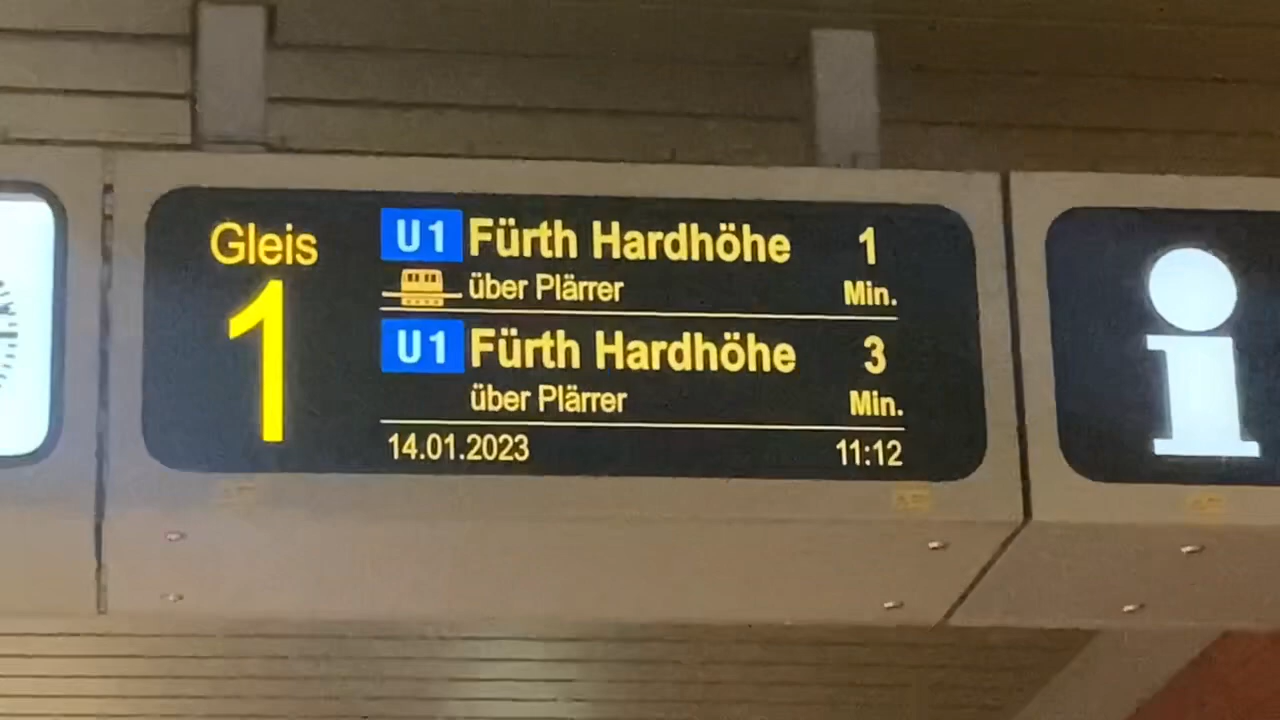 Gleis
1
U1 Fürth Hardhöhe 1
über Plärrer Min.
U1 Fürth Hardhöhe 3
über Plärrer Min.
14.01.2023 11:12
i